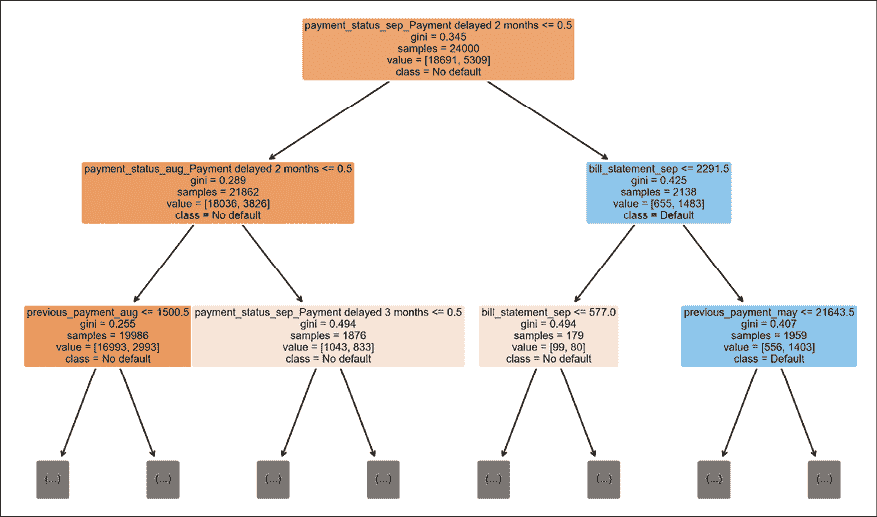 payment_status_sep_Payment delayed 2 months <= 0.5
gini = 0.345
samples = 24000
value = [18691, 5309]
class = No default
payment_status_aug_Payment delayed 2 months <= 0.5
gini = 0.289
samples = 21862
value = [18036, 3826]
class = No default
bill_statement_sep <= 2291.5
gini = 0.425
samples = 2138
value = [655, 1483]
class = Default
previous_payment_aug <= 1500.5
gini = 0.255
samples = 19986
value = [16993, 2993]
class = No default
payment_status_sep_Payment delayed 3 months <= 0.5
gini = 0.494
samples = 1876
value = [1043, 833]
class = No default
bill_statement_sep <= 577.0
gini = 0.494
samples = 179
value = [99, 80]
class = No default
previous_payment_may <= 21643.5
gini = 0.407
samples = 1959
value = [556, 1403]
class = Default
(...)
(...)
(...)
(...)
(...)
(...)
(...)
(...)